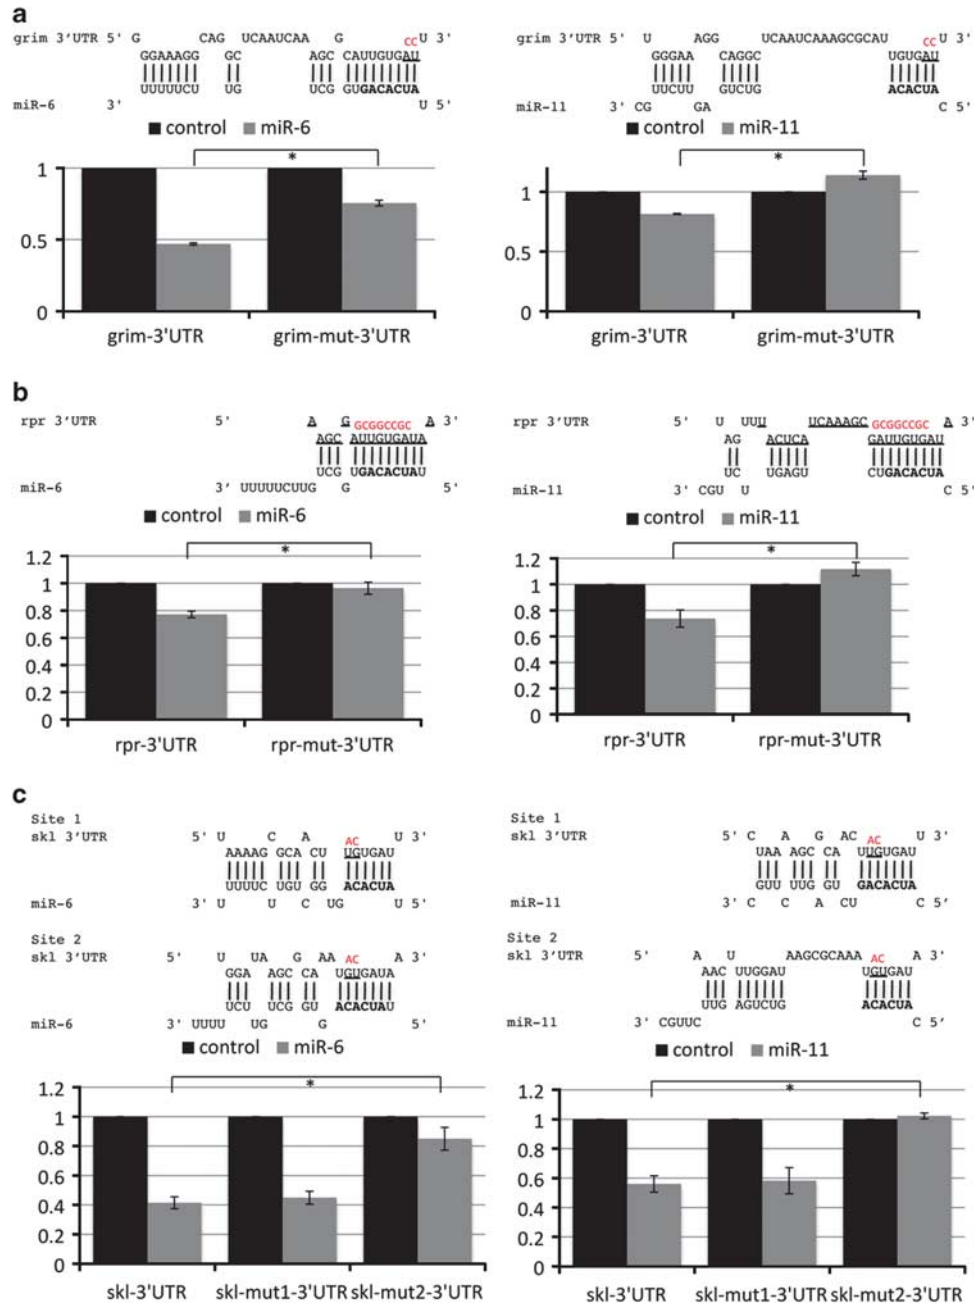 a
grim 3'UTR 5' G CAG UCAAUCAA G CC U 3'
GGAAAGG GC AGC CAUUGUGAU
UUUUUCU UG UCG GUGACACUA
miR-6 3' U 5'
control miR-6
*
1
0.5
0
grim-3'UTR grim-mut-3'UTR
grim 3'UTR 5' U AGG UCAAUCAAAGCGCAU CC U 3'
GGGAA CAGGC UGUGAU
UUCUU GUCUG ACACUA
miR-11 3' CG GA C 5'
control miR-11
*
1
0.5
0
grim-3'UTR grim-mut-3'UTR
b
rpr 3'UTR 5' A G GCGGCCGC A 3'
AGC AUUGUGAUA
UCG UGACACUAU
miR-6 3' UUUUUCUUG G 5'
control miR-6
*
1.2
1
0.8
0.6
0.4
0.2
0
rpr-3'UTR rpr-mut-3'UTR
rpr 3'UTR 5' U UUU UCAAAGC GCGGCCGC A 3'
AG ACUCA GAUUGUGAU
UC UGAGU CUGACACUA
miR-11 3' CGU U C 5'
control miR-11
*
1.2
1
0.8
0.6
0.4
0.2
0
rpr-3'UTR rpr-mut-3'UTR
c
Site 1
skl 3'UTR 5' U C A AC U 3'
AAAAG GGCA CU UGUGAU
UUUUC UGU GG ACACUA
miR-6 3' U U C UG U 5'
Site 2
skl 3'UTR 5' U UA G AA AC A 3'
GGA AGC CA UGUGAUA
UCU UCG GU ACACUAU
miR-6 3' UUUU UG G 5'
control miR-6
*
1.2
1
0.8
0.6
0.4
0.2
0
skl-3'UTR skl-mut1-3'UTR skl-mut2-3'UTR
Site 1
skl 3'UTR 5' C A G AC AC U 3'
UAA AGC CA UUGUGAU
GUU UUG GU GACACUA
miR-11 3' C C A CU C 5'
Site 2
skl 3'UTR 5' A U AAGCGCAAA AC A 3'
AAC UUGGAU UGUGAU
UUG AGUCUG ACACUA
miR-11 3' CGUUC C 5'
control miR-11
*
1.2
1
0.8
0.6
0.4
0.2
0
skl-3'UTR skl-mut1-3'UTR skl-mut2-3'UTR